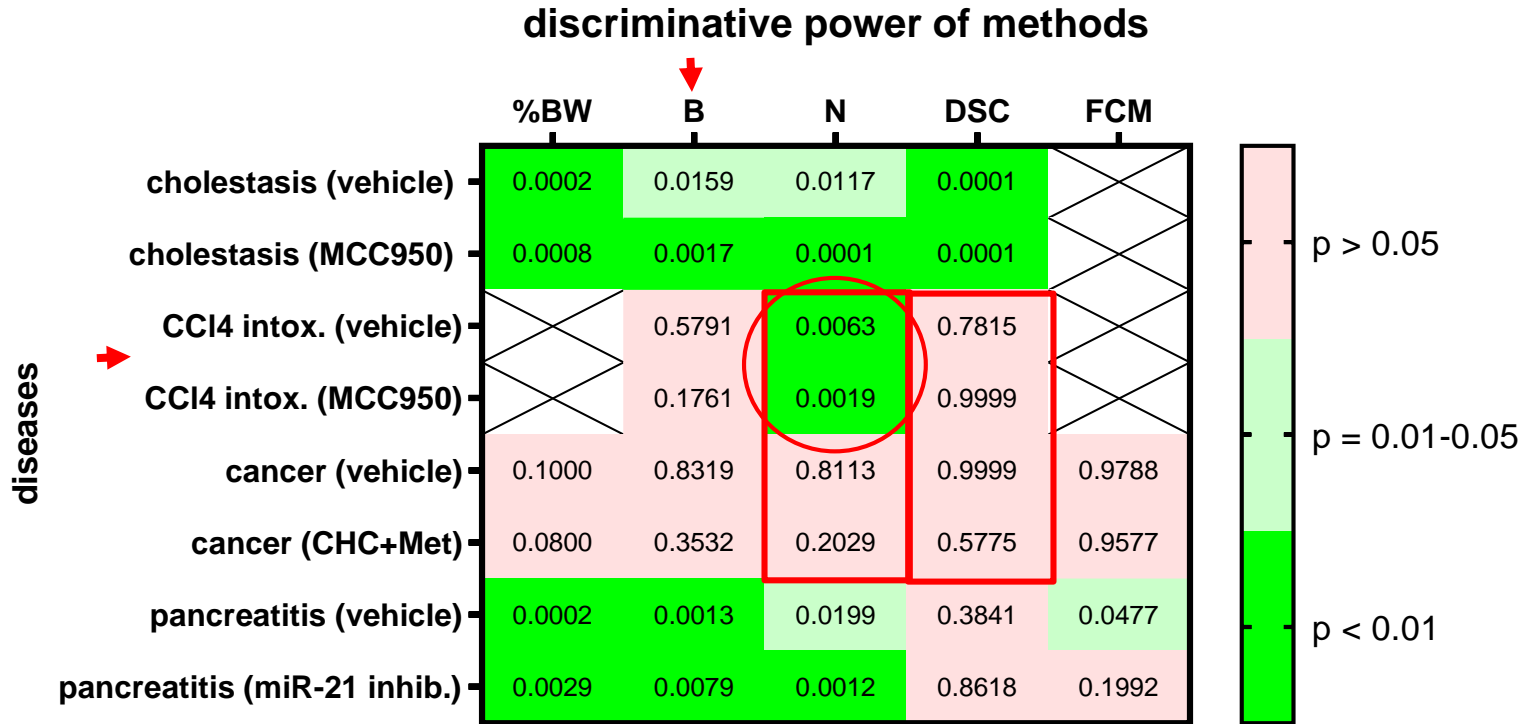 discriminative power of methods
%BW B N DSC FCM
diseases
cholestasis (vehicle) 0.0002 0.0159 0.0117 0.0001
cholestasis (MCC950) 0.0008 0.0017 0.0001 0.0001
CCl4 intox. (vehicle) 0.5791 0.0063 0.7815
CCl4 intox. (MCC950) 0.1761 0.0019 0.9999
cancer (vehicle) 0.1000 0.8319 0.8113 0.9999 0.9788
cancer (CHC+Met) 0.0800 0.3532 0.2029 0.5775 0.9577
pancreatitis (vehicle) 0.0002 0.0013 0.0199 0.3841 0.0477
pancreatitis (miR-21 inhib.) 0.0029 0.0079 0.0012 0.8618 0.1992
p > 0.05
p = 0.01-0.05
p < 0.01